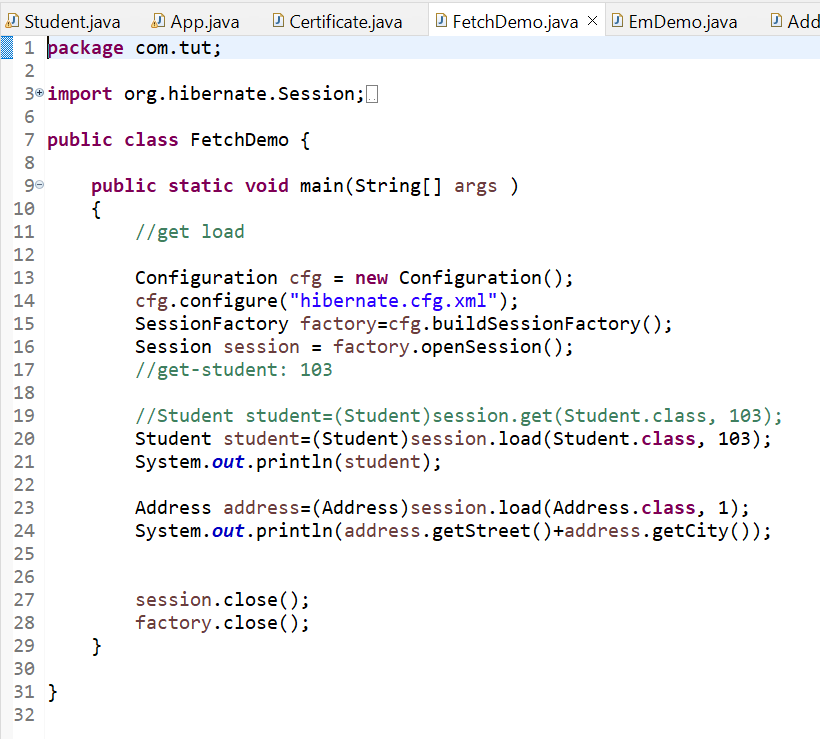 Student.java App.java Certificate.java FetchDemo.java EmDemo.java Add
1 package com.tut;
2
3 import org.hibernate.Session;
6
7 public class FetchDemo {
8
9     public static void main(String[] args )
10     {
11         //get load
12
13         Configuration cfg = new Configuration();
14         cfg.configure("hibernate.cfg.xml");
15         SessionFactory factory=cfg.buildSessionFactory();
16         Session session = factory.openSession();
17         //get-student: 103
18
19         //Student student=(Student)session.get(Student.class, 103);
20         Student student=(Student)session.load(Student.class, 103);
21         System.out.println(student);
22
23         Address address=(Address)session.load(Address.class, 1);
24         System.out.println(address.getStreet()+address.getCity());
25
26
27         session.close();
28         factory.close();
29     }
30
31 }
32